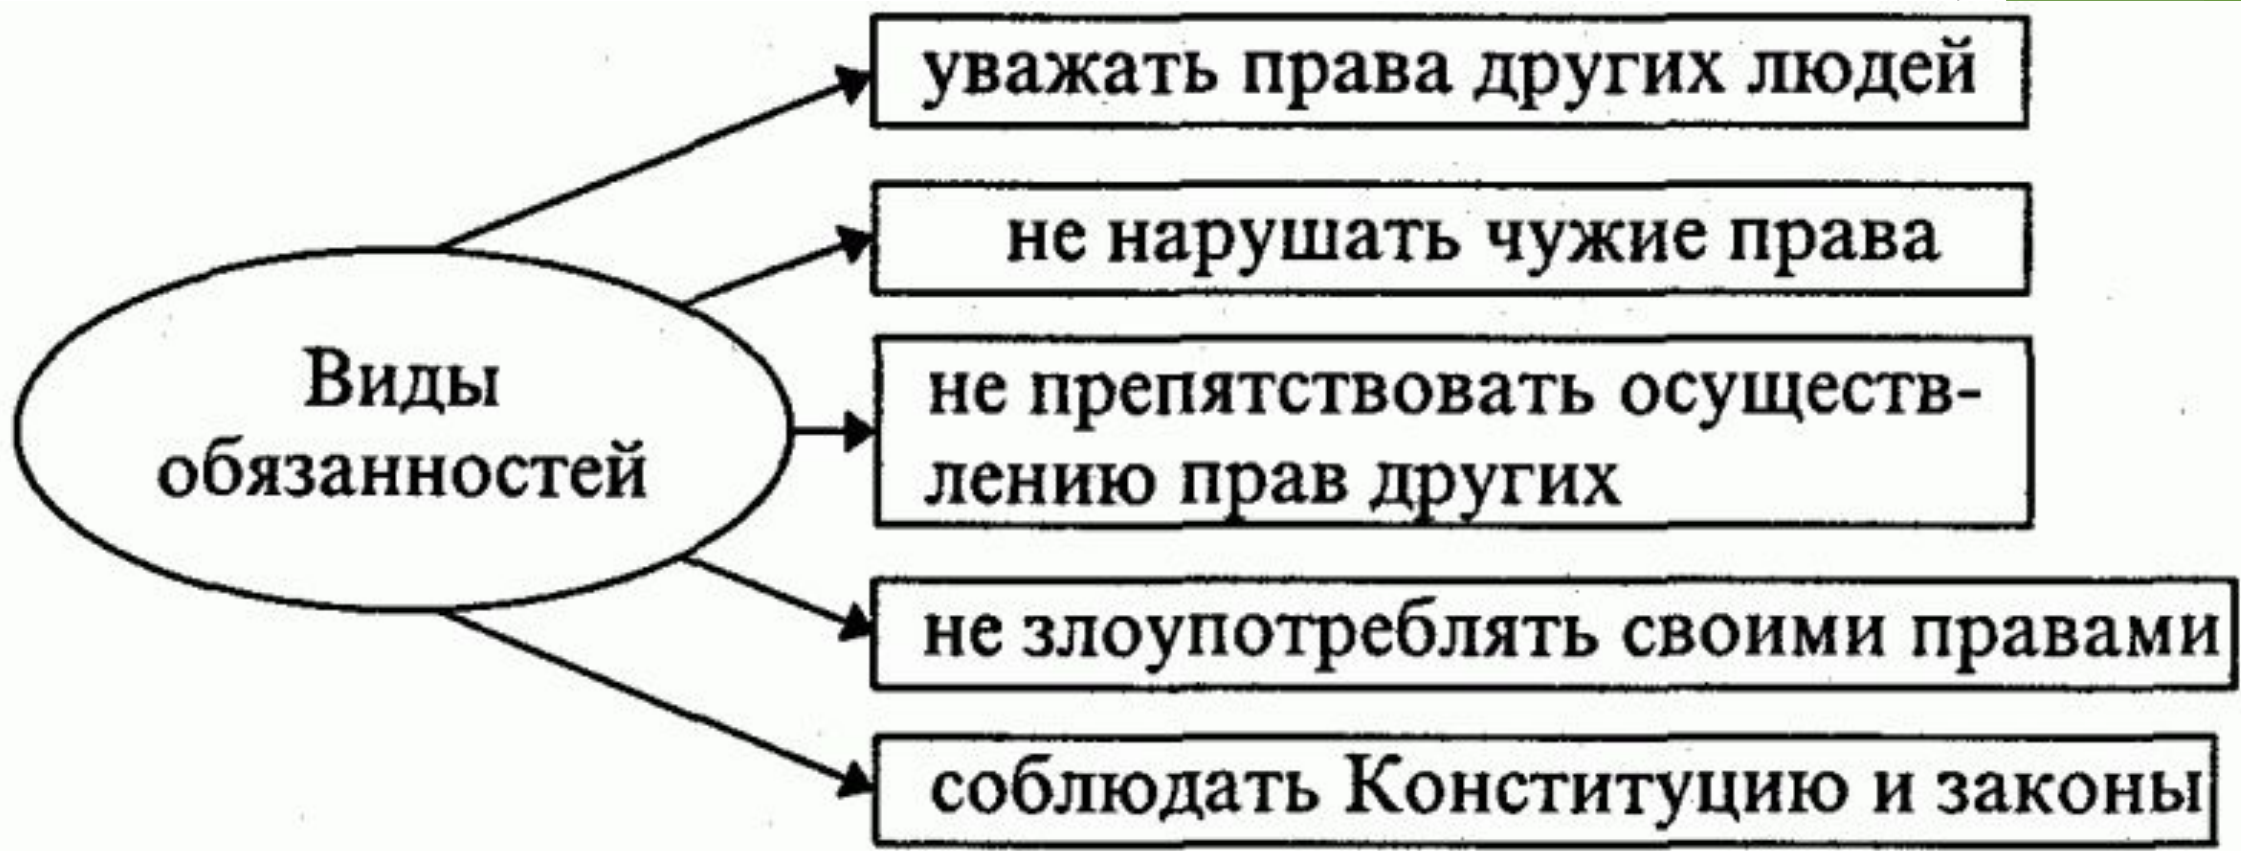 уважать права других людей
не нарушать чужие права
Виды
обязанностей
не препятствовать осуществ-
лению прав других
не злоупотреблять своими правами
соблюдать Конституцию и законы